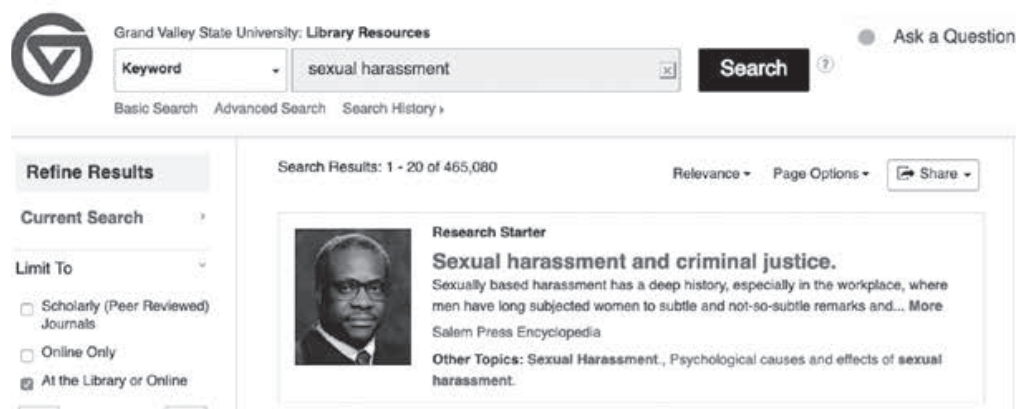 Grand Valley State University: Library Resources
Ask a Question
Keyword
sexual harassment
Search
Basic Search Advanced Search Search History ›
Refine Results
Current Search
Limit To
Scholarly (Peer Reviewed)
Journals
Online Only
At the Library or Online
Search Results: 1 - 20 of 465,080
Relevance
Page Options
Share
Research Starter
Sexual harassment and criminal justice.
Sexually based harassment has a deep history, especially in the workplace, where
men have long subjected women to subtle and not-so-subtle remarks and... More
Salem Press Encyclopedia
Other Topics: Sexual Harassment., Psychological causes and effects of sexual
harassment.